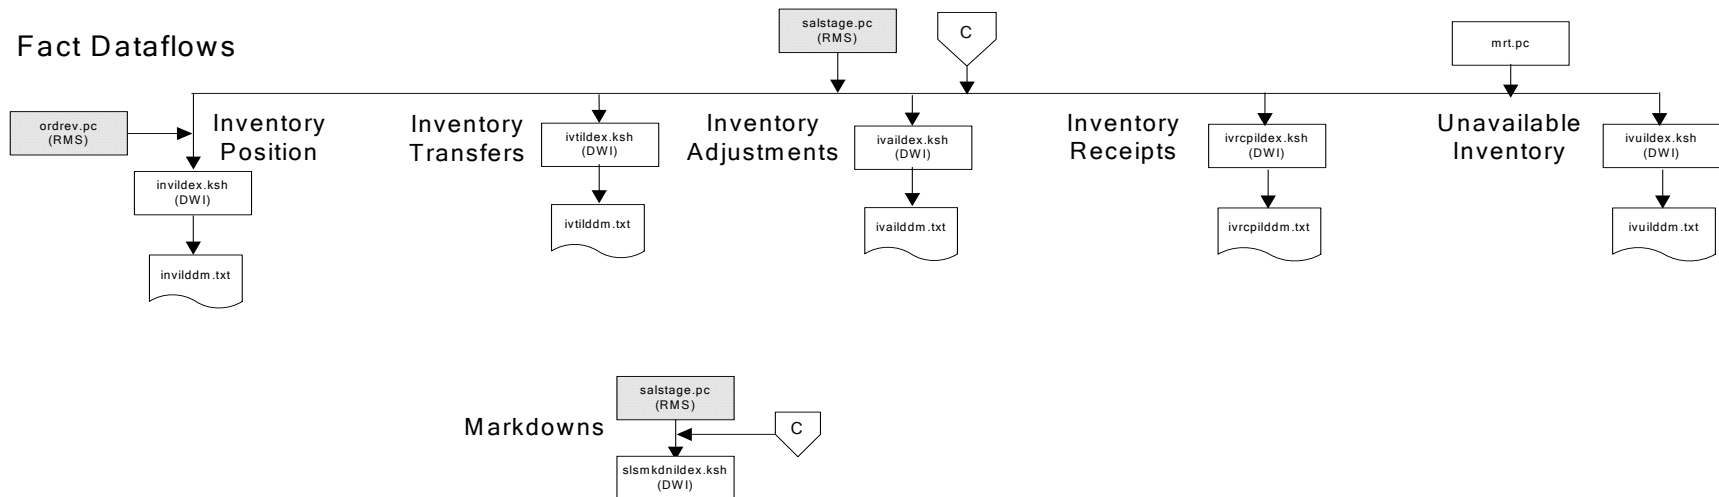 Fact Dataflows
salstage.pc
(RMS)
C
mrt.pc
ordrev.pc
(RMS)
Inventory
Position
Inventory
Transfers
ivtildex.ksh
(DWI)
Inventory
Adjustments
ivaildex.ksh
(DWI)
Inventory
Receipts
ivrcpildex.ksh
(DWI)
Unavailable
Inventory
ivuildex.ksh
(DWI)
invildex.ksh
(DWI)
ivtilddm.txt
ivailddm.txt
ivrcpilddm.txt
ivuilddm.txt
invilddm.txt
salstage.pc
(RMS)
Markdowns
C
slsmkdnildex.ksh
(DWI)